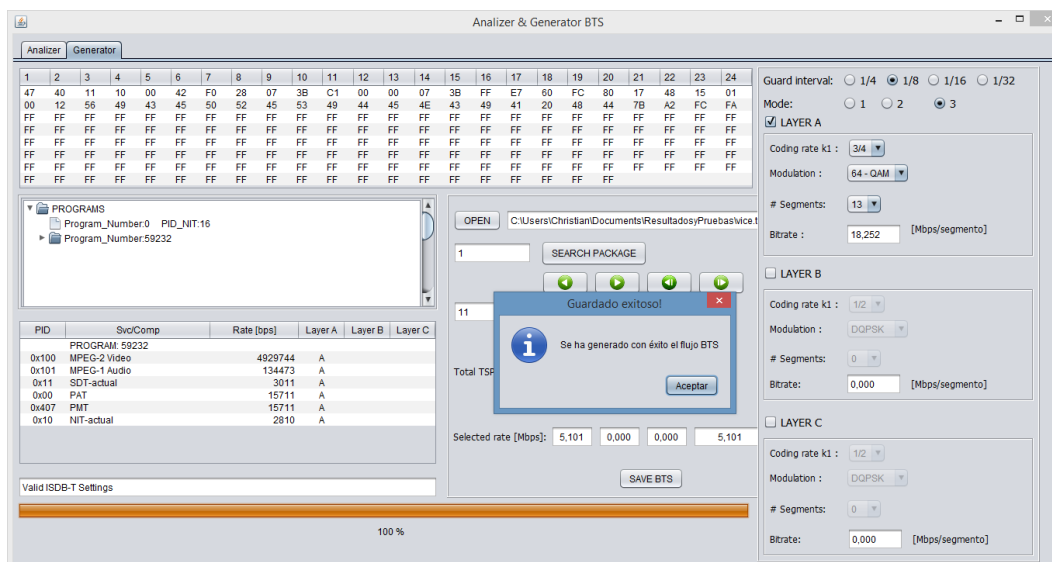 Analizer & Generator BTS
Analizer Generator
1 2 3 4 5 6 7 8 9 10 11 12 13 14 15 16 17 18 19 20 21 22 23 24
47 40 11 10 00 42 F0 28 07 3B C1 00 00 07 3B FF E7 60 FC 80 17 48 15 01
00 12 56 49 43 45 50 52 45 53 49 44 45 4E 43 49 41 20 48 44 7B A2 FC FA
FF FF FF FF FF FF FF FF FF FF FF FF FF FF FF FF FF FF FF FF FF FF FF FF
FF FF FF FF FF FF FF FF FF FF FF FF FF FF FF FF FF FF FF FF FF FF FF FF
FF FF FF FF FF FF FF FF FF FF FF FF FF FF FF FF FF FF FF FF FF FF FF FF
FF FF FF FF FF FF FF FF FF FF FF FF FF FF FF FF FF FF FF FF FF FF FF FF
FF FF FF FF FF FF FF FF FF FF FF FF FF FF FF FF FF FF FF FF FF FF FF FF
FF FF FF FF FF FF FF FF FF FF FF FF FF FF FF FF FF FF FF FF
PROGRAMS
Program_Number:0 PID_NIT:16
Program_Number:59232
PID Svc/Comp Rate [bps] Layer A Layer B Layer C
PROGRAM: 59232
0x100 MPEG-2 Video 4929744 A
0x101 MPEG-1 Audio 134473 A
0x11 SDT-actual 3011 A
0x00 PAT 15711 A
0x407 PMT 15711 A
0x10 NIT-actual 2810 A
Valid ISDB-T Settings
100 %
OPEN C:\Users\Christian\Documents\ResultadosyPruebas\vice.t
1 SEARCH PACKAGE
11
Guardado exitoso!
Se ha generado con éxito el flujo BTS
Aceptar
Total TSP
Selected rate [Mbps]: 5,101 0,000 0,000 5,101
SAVE BTS
Guard interval: 1/4 1/8 1/16 1/32
Mode: 1 2 3
LAYER A
Coding rate k1 : 3/4
Modulation : 64 - QAM
# Segments: 13
Bitrate : 18,252 [Mbps/segmento]
LAYER B
Coding rate k1 : 1/2
Modulation : DQPSK
# Segments: 0
Bitrate: 0,000 [Mbps/segmento]
LAYER C
Coding rate k1 : 1/2
Modulation : DQPSK
# Segments: 0
Bitrate: 0,000 [Mbps/segmento]